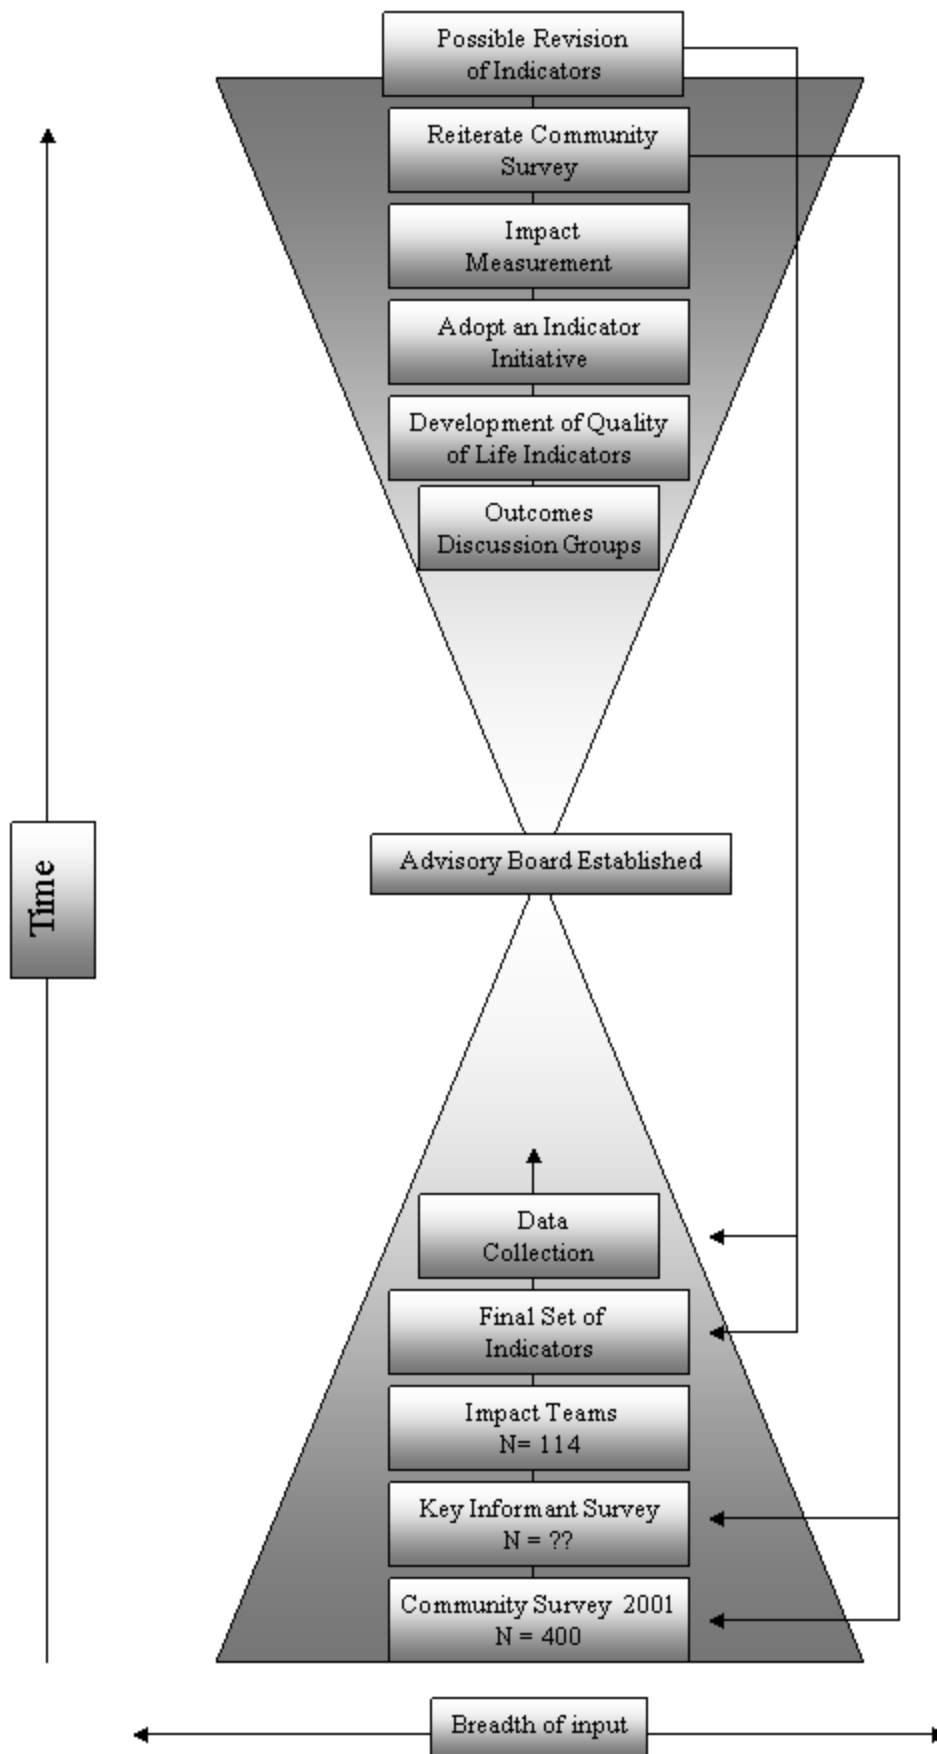 Possible Revision
of Indicators
Reiterate Community
Survey
Impact
Measurement
Adopt an Indicator
Initiative
Development of Quality
of Life Indicators
Outcomes
Discussion Groups
Advisory Board Established
Time
Data
Collection
Final Set of
Indicators
Impact Teams
N= 114
Key Informant Survey
N = ??
Community Survey  2001
N = 400
Breadth of input